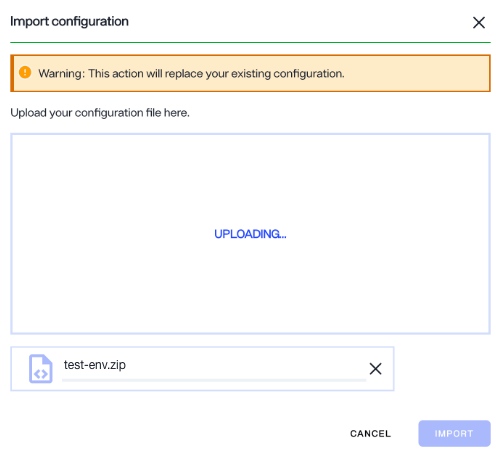 Import configuration
Warning: This action will replace your existing configuration.
Upload your configuration file here.
UPLOADING...
test-env.zip
CANCEL
IMPORT